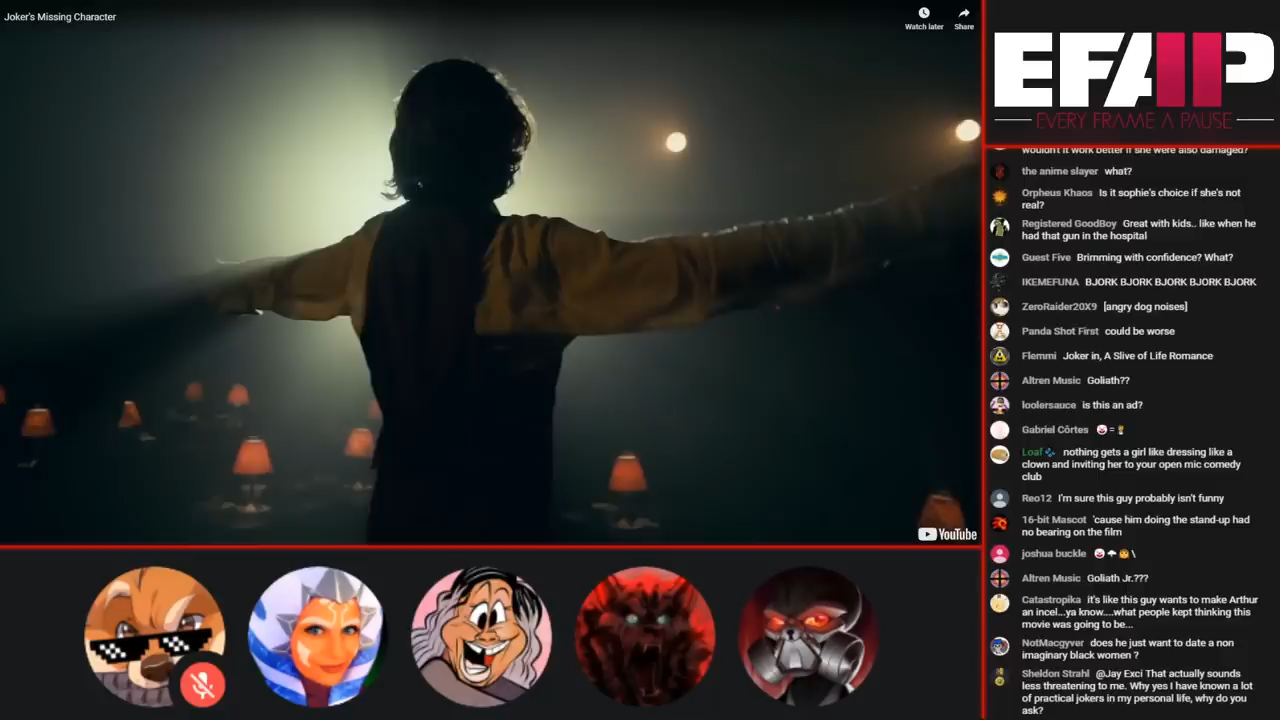 Joker's Missing Character
Watch later
Share
YouTube
EFAP
EVERY FRAME A PAUSE
wouldn't it work better if she were also damaged?
the anime slayer what?
Orpheus Khaos Is it sophie's choice if she's not
real?
Registered GoodBoy Great with kids.. like when he
had that gun in the hospital
Guest Five Brimming with confidence? What?
IKEMEFUNA BJORK BJORK BJORK BJORK BJORK
ZeroRaider20X9 [angry dog noises]
Panda Shot First could be worse
Flemmi Joker in, A Slive of Life Romance
Altren Music Goliath??
loolersauce is this an ad?
Gabriel Côrtes 🤡 =
Loaf nothing gets a girl like dressing like a
clown and inviting her to your open mic comedy
club
Reo12 I'm sure this guy probably isn't funny
16-bit Mascot 'cause him doing the stand-up had
no bearing on the film
joshua buckle \
Altren Music Goliath Jr.???
Catastropika it's like this guy wants to make Arthur
an incel...ya know....what people kept thinking this
movie was going to be...
NotMacgyver does he just want to date a non
imaginary black women ?
Sheldon Strahl @Jay Exci That actually sounds
less threatening to me. Why yes I have known a lot
of practical jokers in my personal life, why do you
ask?